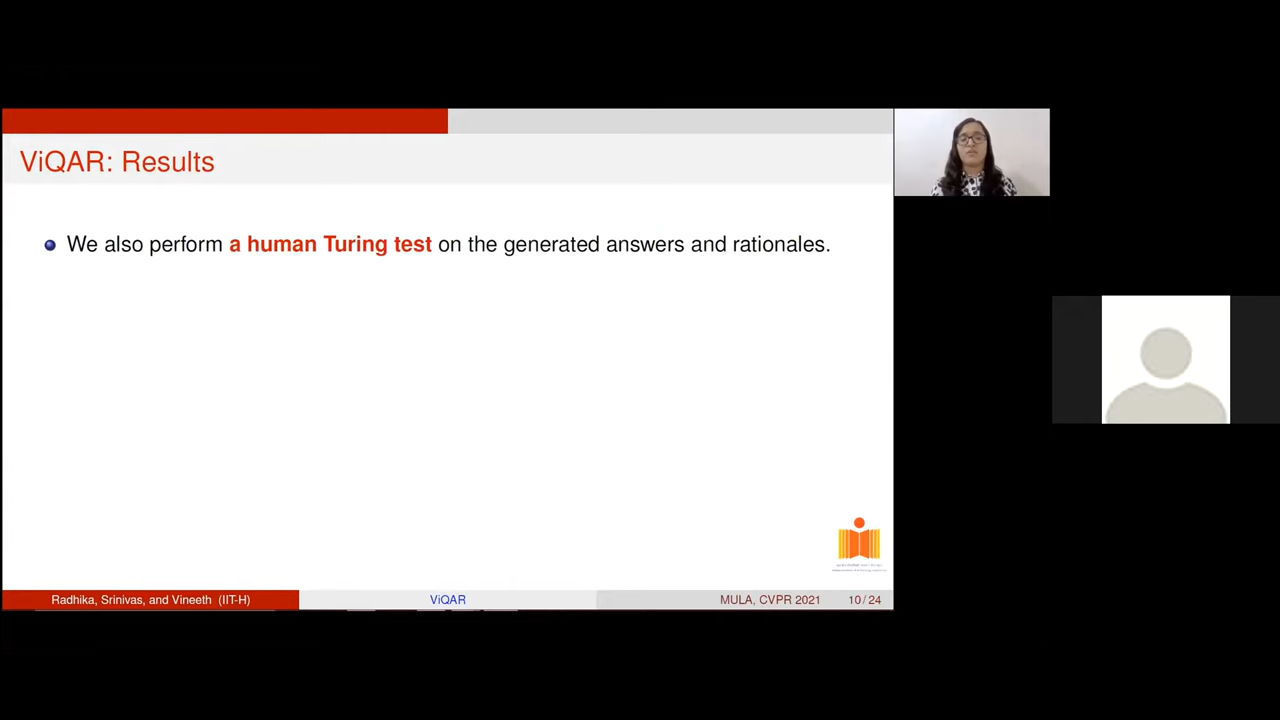 ViQAR: Results
We also perform a human Turing test on the generated answers and rationales.
Radhika, Srinivas, and Vineeth (IIT-H)
ViQAR
MULA, CVPR 2021
10 / 24